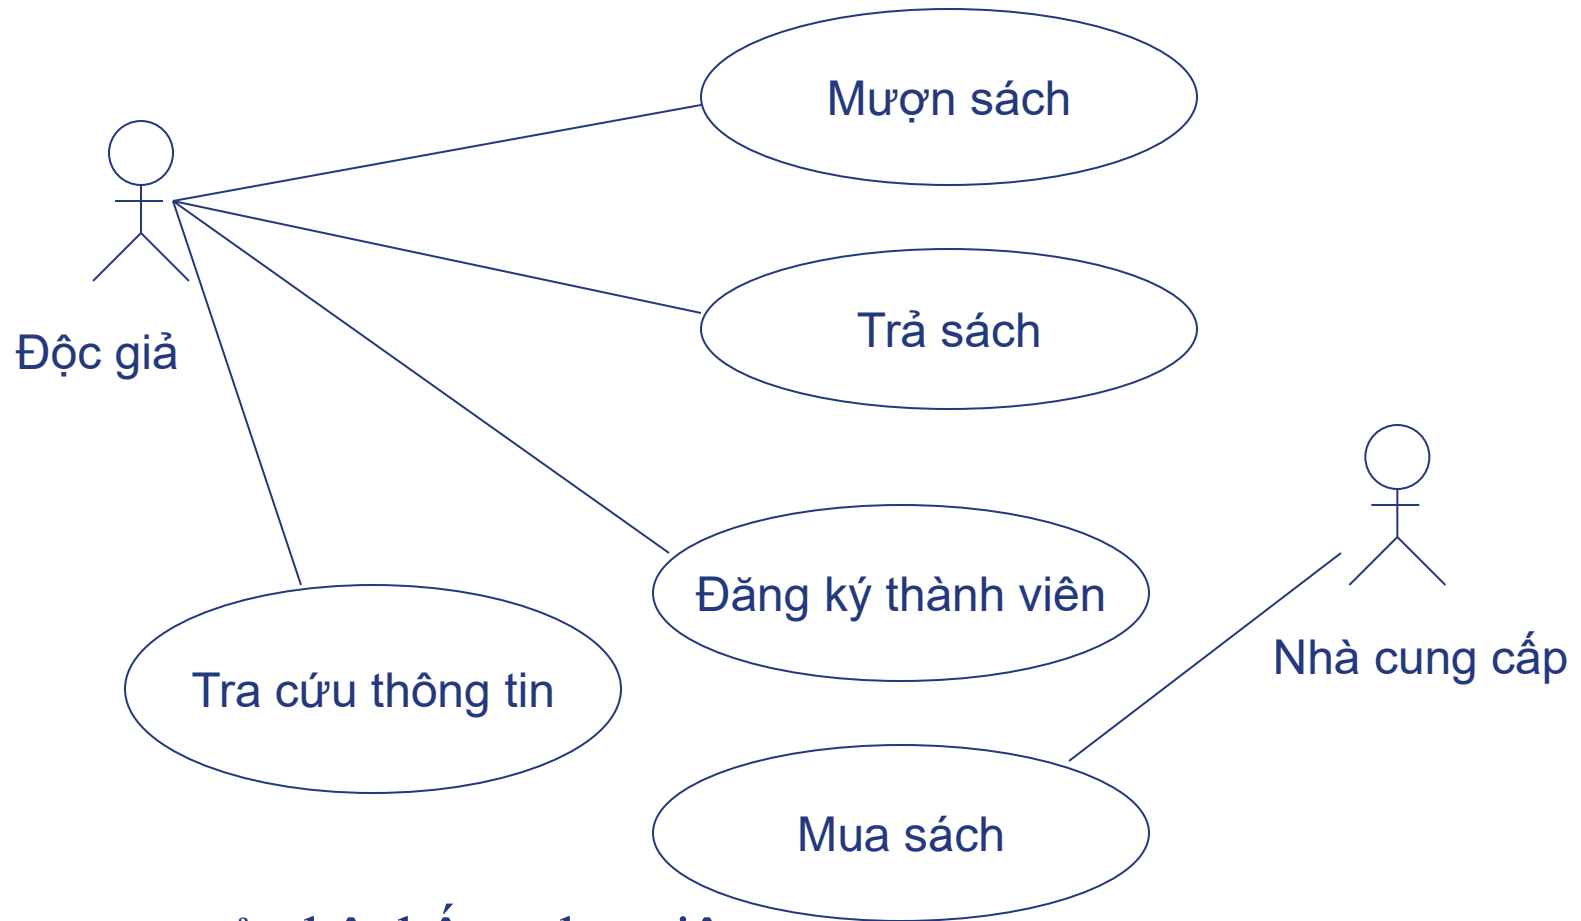 Mượn sách
Trả sách
Độc giả
Đăng ký thành viên
Nhà cung cấp
Tra cứu thông tin
Mua sách